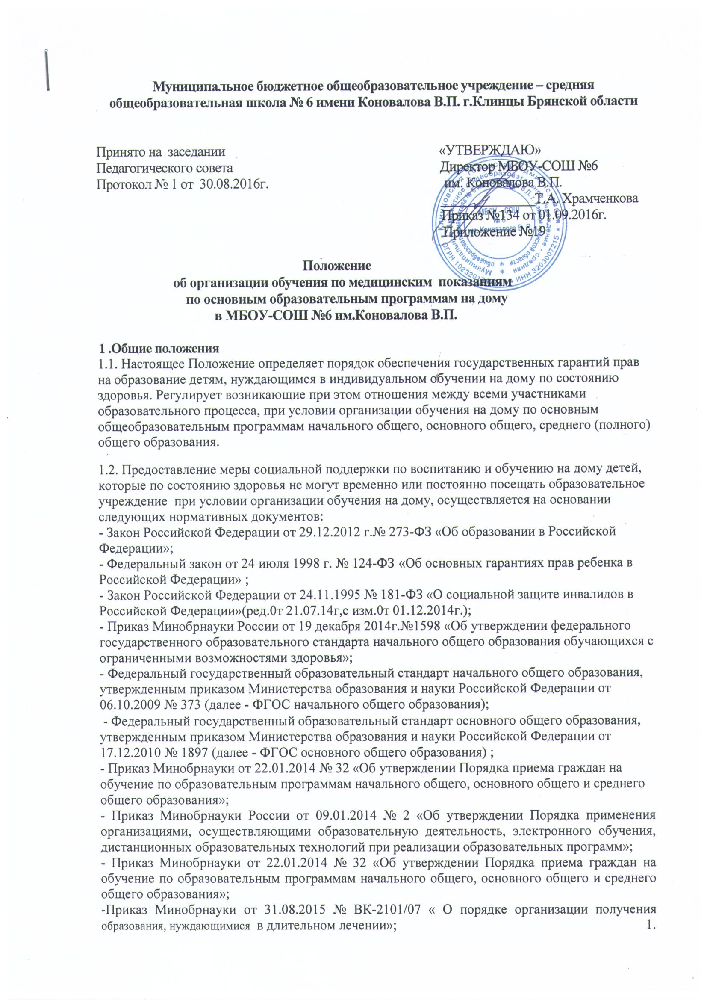 Муниципальное бюджетное общеобразовательное учреждение – средняя
общеобразовательная школа № 6 имени Коновалова В.П. г.Клинцы Брянской области
Принято на заседании
Педагогического совета
Протокол № 1 от 30.08.2016г.
«УТВЕРЖДАЮ»
Директор МБОУ-СОШ №6
им. Коновалова В.П.
Т.А. Храмченкова
Приказ №134 от 01.09.2016г.
Приложение №19
МБОУ – СОШ
№ 6
им. Коновалова В. П.
ИНН 3203007215
Положение
об организации обучения по медицинским показаниям
по основным образовательным программам на дому
в МБОУ-СОШ №6 им.Коновалова В.П.
1 .Общие положения
1.1. Настоящее Положение определяет порядок обеспечения государственных гарантий прав
на образование детям, нуждающимся в индивидуальном обучении на дому по состоянию
здоровья. Регулирует возникающие при этом отношения между всеми участниками
образовательного процесса, при условии организации обучения на дому по основным
общеобразовательным программам начального общего, основного общего, среднего (полного)
общего образования.
1.2. Предоставление меры социальной поддержки по воспитанию и обучению на дому детей,
которые по состоянию здоровья не могут временно или постоянно посещать образовательное
учреждение при условии организации обучения на дому, осуществляется на основании
следующих нормативных документов:
- Закон Российской Федерации от 29.12.2012 г.№ 273-ФЗ «Об образовании в Российской
Федерации»;
- Федеральный закон от 24 июля 1998 г. № 124-ФЗ «Об основных гарантиях прав ребенка в
Российской Федерации» ;
- Закон Российской Федерации от 24.11.1995 № 181-ФЗ «О социальной защите инвалидов в
Российской Федерации»(ред.0т 21.07.14г,с изм.0т 01.12.2014г.);
- Приказ Минобрнауки России от 19 декабря 2014г.№1598 «Об утверждении федерального
государственного образовательного стандарта начального общего образования обучающихся с
ограниченными возможностями здоровья»;
- Федеральный государственный образовательный стандарт начального общего образования,
утвержденным приказом Министерства образования и науки Российской Федерации от
06.10.2009 № 373 (далее - ФГОС начального общего образования);
- Федеральный государственный образовательный стандарт основного общего образования,
утвержденным приказом Министерства образования и науки Российской Федерации от
17.12.2010 № 1897 (далее - ФГОС основного общего образования) ;
- Приказ Минобрнауки от 22.01.2014 № 32 «Об утверждении Порядка приема граждан на
обучение по образовательным программам начального общего, основного общего и среднего
общего образования»;
- Приказ Минобрнауки России от 09.01.2014 № 2 «Об утверждении Порядка применения
организациями, осуществляющими образовательную деятельность, электронного обучения,
дистанционных образовательных технологий при реализации образовательных программ»;
- Приказ Минобрнауки от 22.01.2014 № 32 «Об утверждении Порядка приема граждан на
обучение по образовательным программам начального общего, основного общего и среднего
общего образования»;
-Приказ Минобрнауки от 31.08.2015 № ВК-2101/07 « О порядке организации получения
образования, нуждающимися в длительном лечении»;
1.